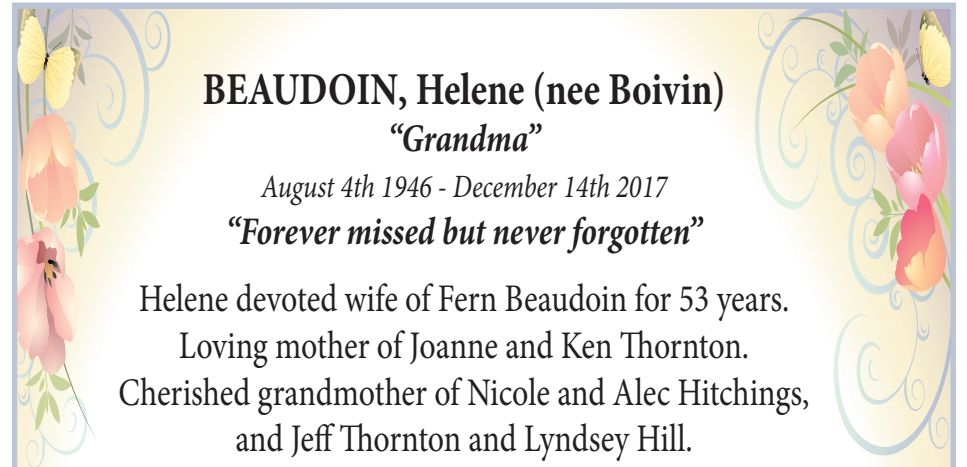 BEAUDOIN, Helene (nee Boivin)
“Grandma”
August 4th 1946 - December 14th 2017
“Forever missed but never forgotten”
Helene devoted wife of Fern Beaudoin for 53 years.
Loving mother of Joanne and Ken Thornton.
Cherished grandmother of Nicole and Alec Hitchings,
and Jeff Thornton and Lyndsey Hill.